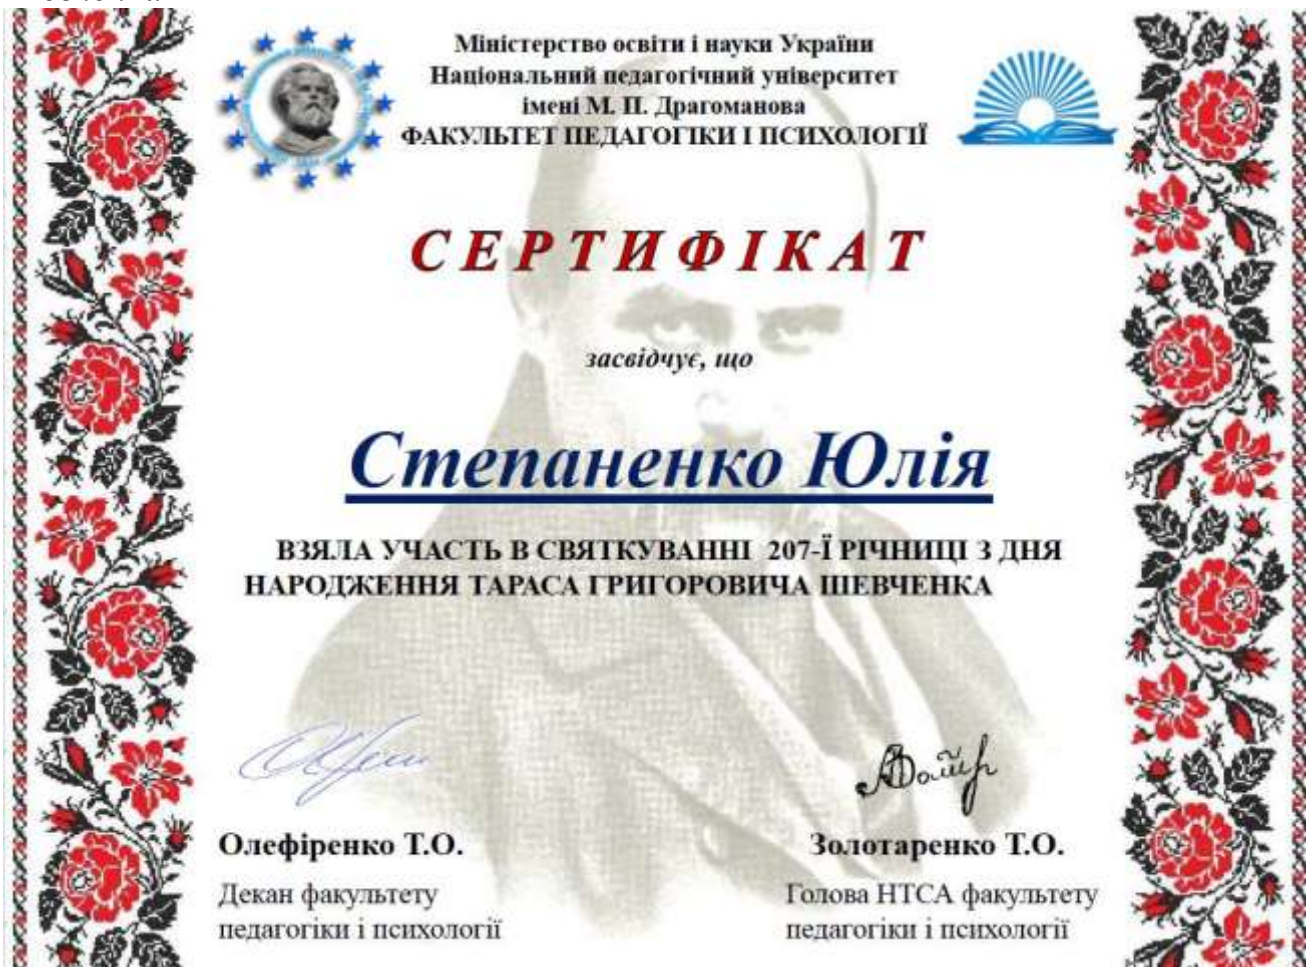 Міністерство освіти і науки України
Національний педагогічний університет
імені М. П. Драгоманова
ФАКУЛЬТЕТ ПЕДАГОГІКИ І ПСИХОЛОГІЇ
СЕРТИФІКАТ
засвідчує, що
Степаненко Юлія
ВЗЯЛА УЧАСТЬ В СВЯТКУВАННІ 207-Ї РІЧНИЦІ З ДНЯ
НАРОДЖЕННЯ ТАРАСА ГРИГОРОВИЧА ШЕВЧЕНКА
Олефіренко Т.О.
Декан факультету
педагогіки і психології
Золотаренко Т.О.
Голова НТСА факультету
педагогіки і психології